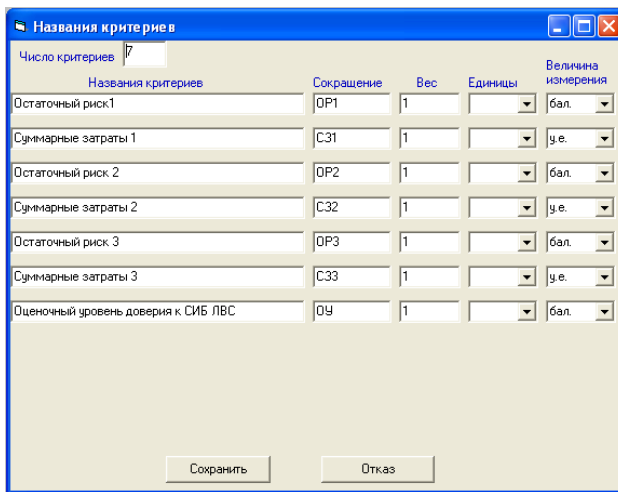 Названия критериев
Число критериев 7
Названия критериев Сокращение Вес Единицы Величина измерения
Остаточный риск1 ОР1 1 бал.
Суммарные затраты 1 СЗ1 1 у.е.
Остаточный риск 2 ОР2 1 бал.
Суммарные затраты 2 СЗ2 1 у.е.
Остаточный риск 3 ОР3 1 бал.
Суммарные затраты 3 СЗ3 1 у.е.
Оценочный уровень доверия к СИБ ЛВС ОУ 1 бал.
Сохранить Отказ